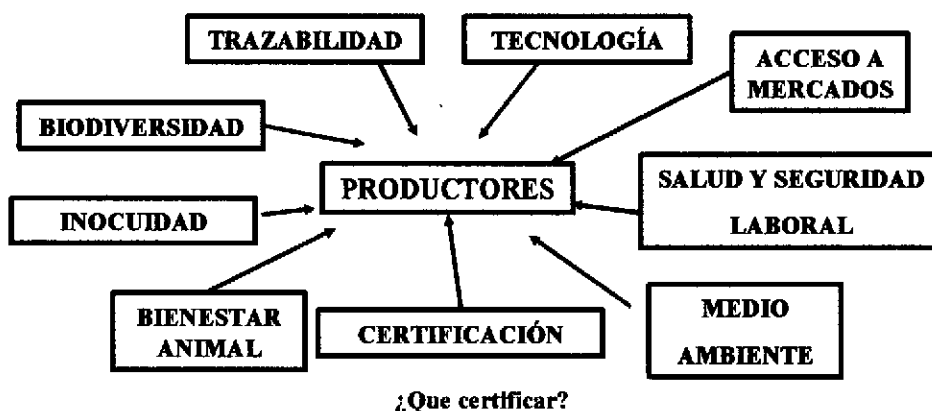 TRAZABILIDAD
TECNOLOGÍA
ACCESO A
MERCADOS
BIODIVERSIDAD
PRODUCTORES
SALUD Y SEGURIDAD
LABORAL
INOCUIDAD
BIENESTAR
ANIMAL
CERTIFICACIÓN
MEDIO
AMBIENTE
¿Que certificar?